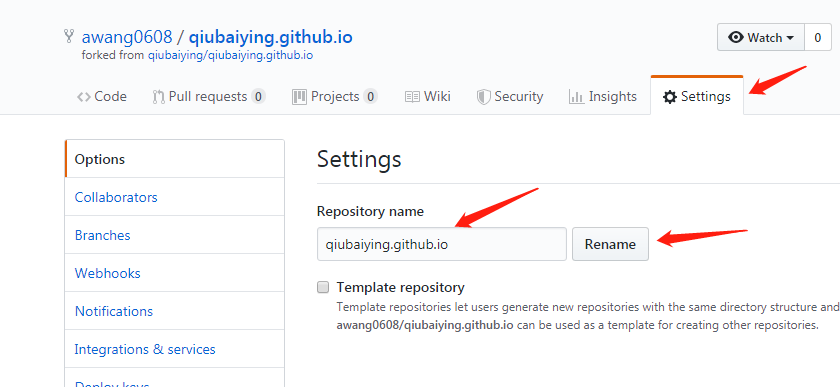 awang0608 / qiubaiying.github.io
Watch 0
forked from qiubaiying/qiubaiying.github.io
Code Pull requests 0 Projects 0 Wiki Security Insights Settings
Options
Collaborators
Branches
Webhooks
Notifications
Integrations & services
Deploy keys
Settings
Repository name
qiubaiying.github.io Rename
Template repository
Template repositories let users generate new repositories with the same directory structure and
awang0608/qiubaiying.github.io can be used as a template for creating other repositories.